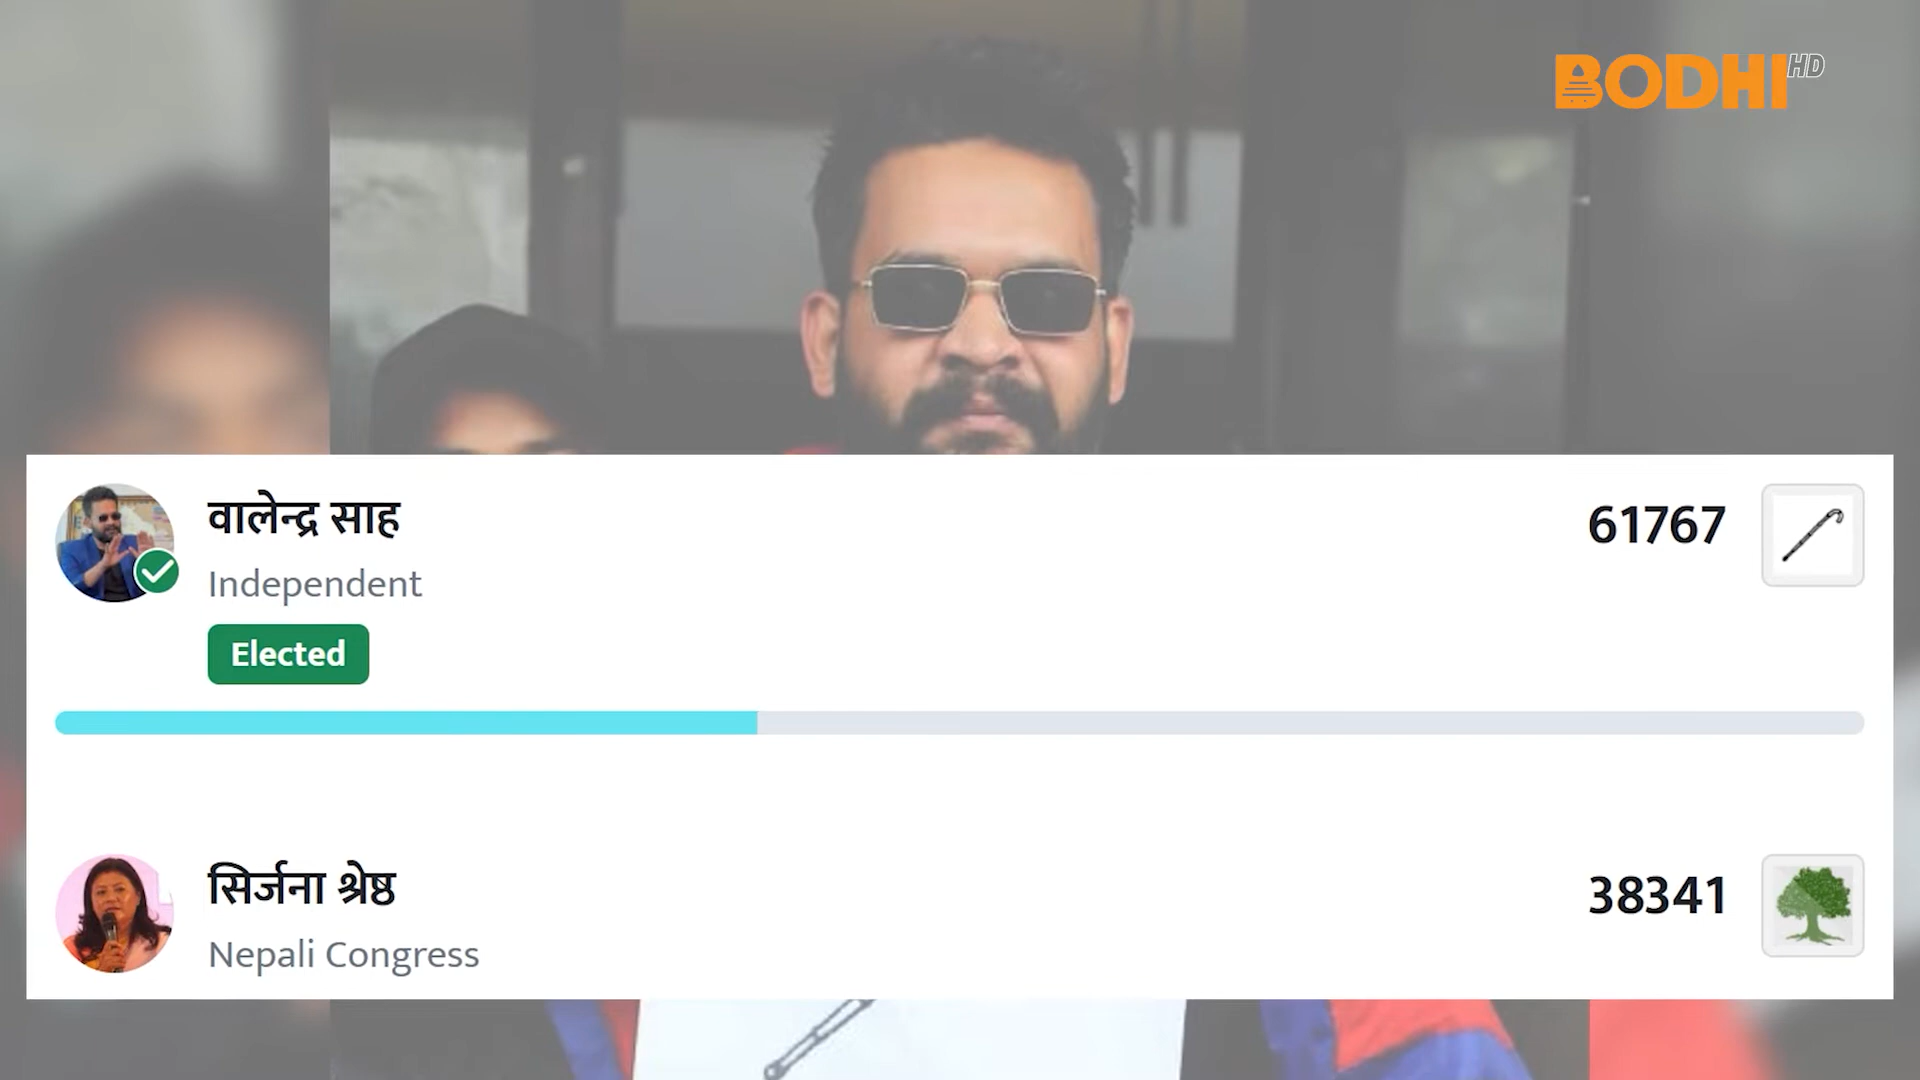 BODHI HD
वालेन्द्र साह
61767
Independent
Elected
सिर्जना श्रेष्ठ
38341
Nepali Congress